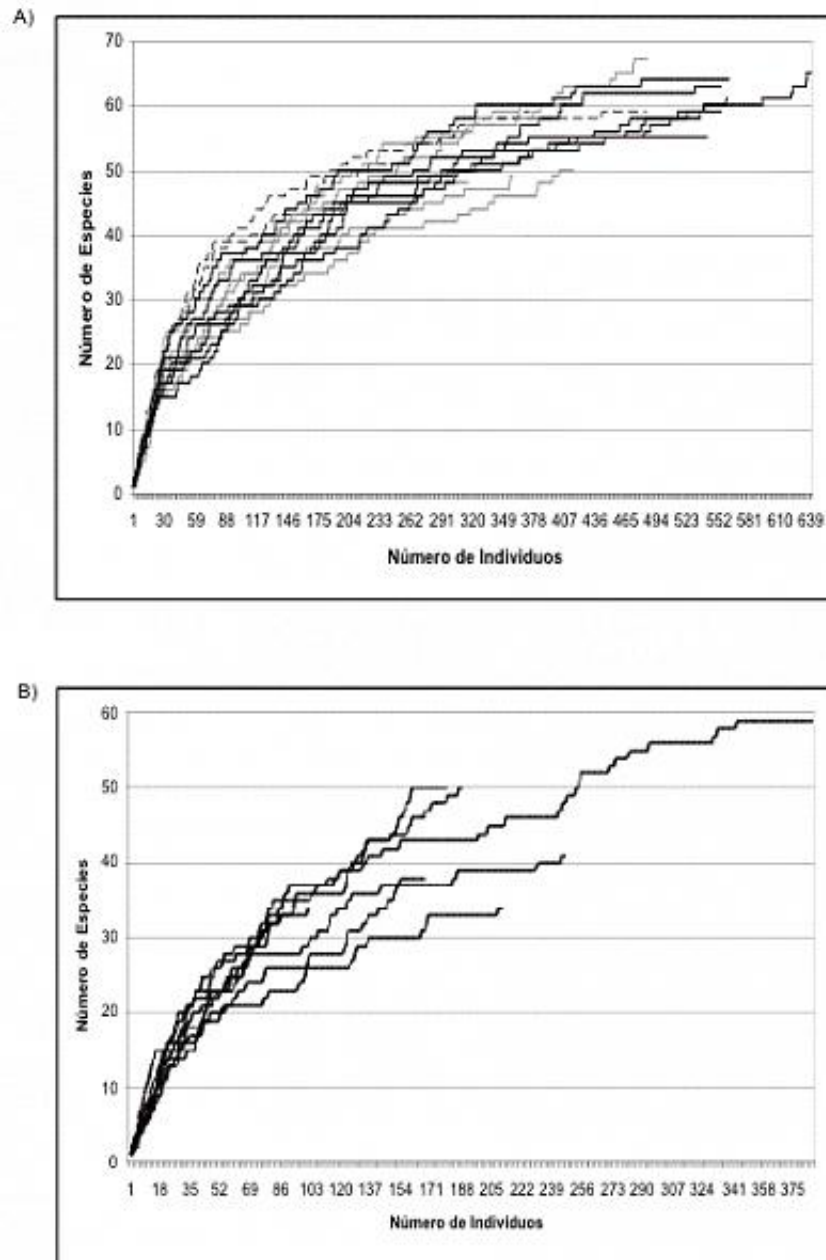 A)
70
60
50
40
30
20
10
0
Número de Especies
1 30 59 88 117 146 175 204 233 262 291 320 349 378 407 436 465 494 523 552 581 610 639
Número de Individuos
B)
60
50
40
30
20
10
0
Número de Especies
1 18 35 52 69 86 103 120 137 154 171 188 205 222 239 256 273 290 307 324 341 358 375
Número de Individuos